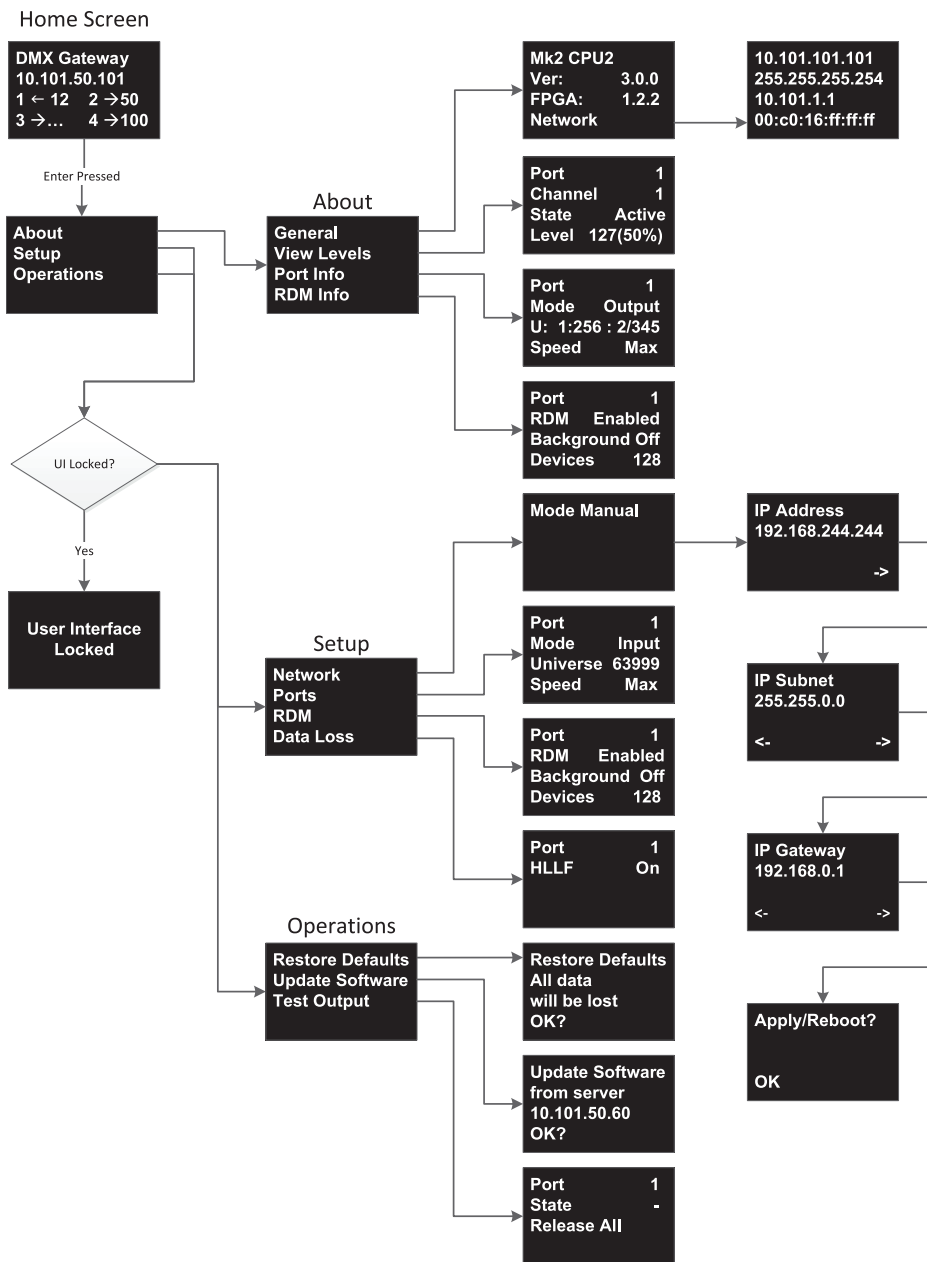 Home Screen
DMX Gateway
10.101.50.101
1 ← 12 2 →50
3 →... 4 →100
Enter Pressed
About
Setup
Operations
UI Locked?
Yes
User Interface
Locked
About
General
View Levels
Port Info
RDM Info
Mk2 CPU2
Ver: 3.0.0
FPGA: 1.2.2
Network
10.101.101.101
255.255.255.254
10.101.1.1
00:c0:16:ff:ff:ff
Port 1
Channel 1
State Active
Level 127(50%)
Port 1
Mode Output
U: 1:256 : 2/345
Speed Max
Port 1
RDM Enabled
Background Off
Devices 128
Setup
Network
Ports
RDM
Data Loss
Mode Manual
IP Address
192.168.244.244
->
Port 1
Mode Input
Universe 63999
Speed Max
IP Subnet
255.255.0.0
<- ->
Port 1
RDM Enabled
Background Off
Devices 128
IP Gateway
192.168.0.1
<- ->
Port 1
HLLF On
Operations
Restore Defaults
Update Software
Test Output
Restore Defaults
All data
will be lost
OK?
Apply/Reboot?
OK
Update Software
from server
10.101.50.60
OK?
Port 1
State -
Release All